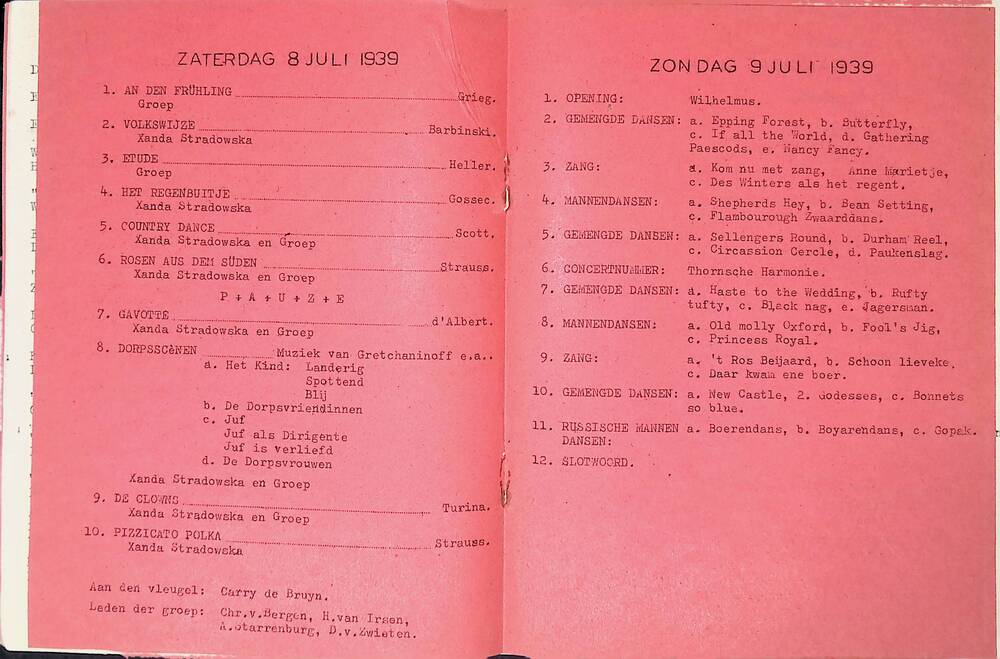 ZATERDAG 8 JULI 1939
1. AN DEN FRÜHLING Grieg.
Groep
2. VOLKSWIJZE Barbinski.
Xanda Stradowska
3. ETUDE Heller.
Groep
4. HET REGENBUITJE Gossec.
Xanda Stradowska
5. COUNTRY DANCE Scott.
Xanda Stradowska en Groep
6. ROSEN AUS DEM SÜDEN Strauss.
Xanda Stradowska en Groep
P + A + U + Z + E
7. GAVOTTE d'Albert.
Xanda Stradowska en Groep
8. DORPSSCèNEN Muziek van Gretchaninoff e.a..
a. Het Kind: Landerig
Spottend
Blij
b. De Dorpsvriendinnen
c. Juf
Juf als Dirigente
Juf is verliefd
d. De Dorpsvrouwen
Xanda Stradowska en Groep
9. DE CLOWNS Turina.
Xanda Stradowska en Groep
10. PIZZICATO POLKA Strauss.
Xanda Stradowska
Aan den vleugel: Carry de Bruyn.
Leden der groep: Chr.v.Bergen, H.van Irsen,
A.Starrenburg, D.v.Zwieten.
ZONDAG 9 JULI 1939
1. OPENING: Wilhelmus.
2. GEMENGDE DANSEN: a. Epping Forest, b. Butterfly,
c. If all the World, d. Gathering
Paescods, e. Nancy Fancy.
3. ZANG: a. Kom nu met zang, Anne Marietje,
c. Des Winters als het regent.
4. MANNENDANSEN: a. Shepherds Hey, b. Bean Setting,
c. Flambourough Zwaarddans.
5. GEMENGDE DANSEN: a. Sellengers Round, b. Durham Reel,
c. Circassion Cercle, d. Paukenslag.
6. CONCERTNUMMER: Thornsche Harmonie.
7. GEMENGDE DANSEN: a. Haste to the Wedding, b. Rufty
tufty, c. Black nag, e. Jagersman.
8. MANNENDANSEN: a. Old molly Oxford, b. Fool's Jig,
c. Princess Royal.
9. ZANG: a. 't Ros Beijaard, b. Schoon lieveke,
c. Daar kwam ene boer.
10. GEMENGDE DANSEN: a. New Castle, 2. Godesses, c. Bonnets
so blue.
11. RUSSISCHE MANNEN a. Boerendans, b. Boyarendans, c. Gopak.
DANSEN:
12. SLOTWOORD.